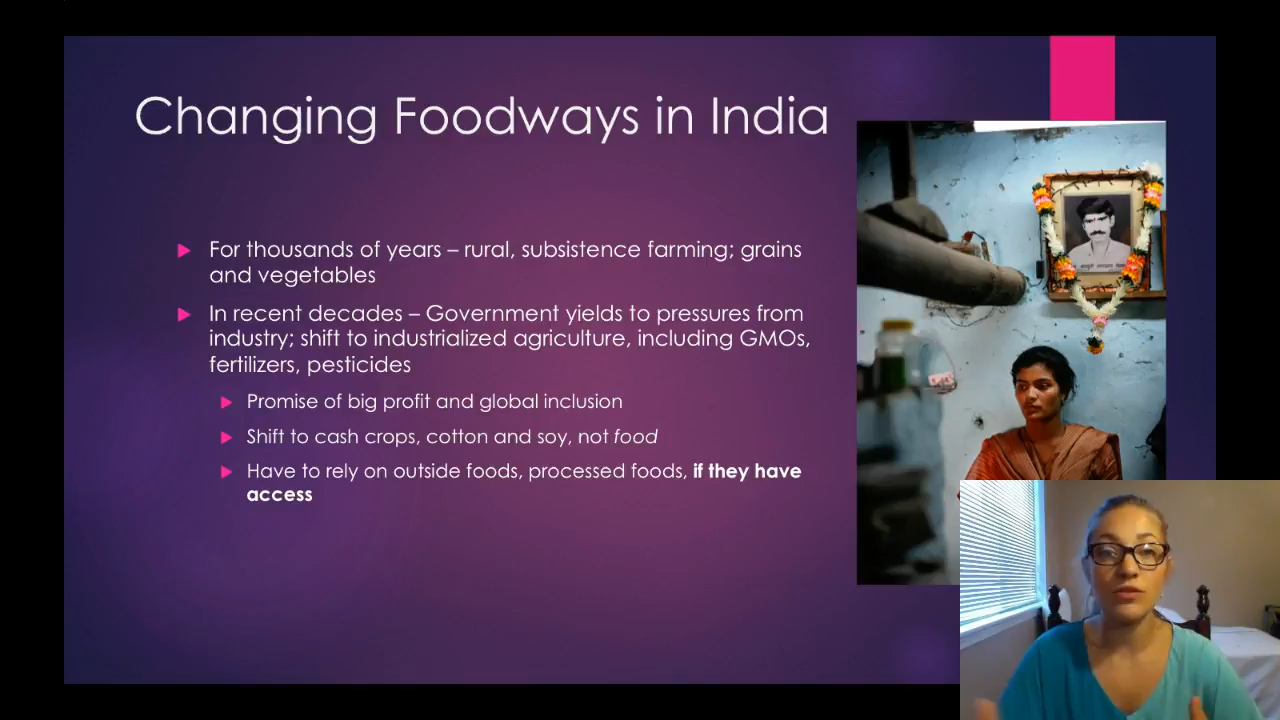 Changing Foodways in India
For thousands of years – rural, subsistence farming; grains
and vegetables
In recent decades – Government yields to pressures from
industry; shift to industrialized agriculture, including GMOs,
fertilizers, pesticides
Promise of big profit and global inclusion
Shift to cash crops, cotton and soy, not food
Have to rely on outside foods, processed foods, if they have
access